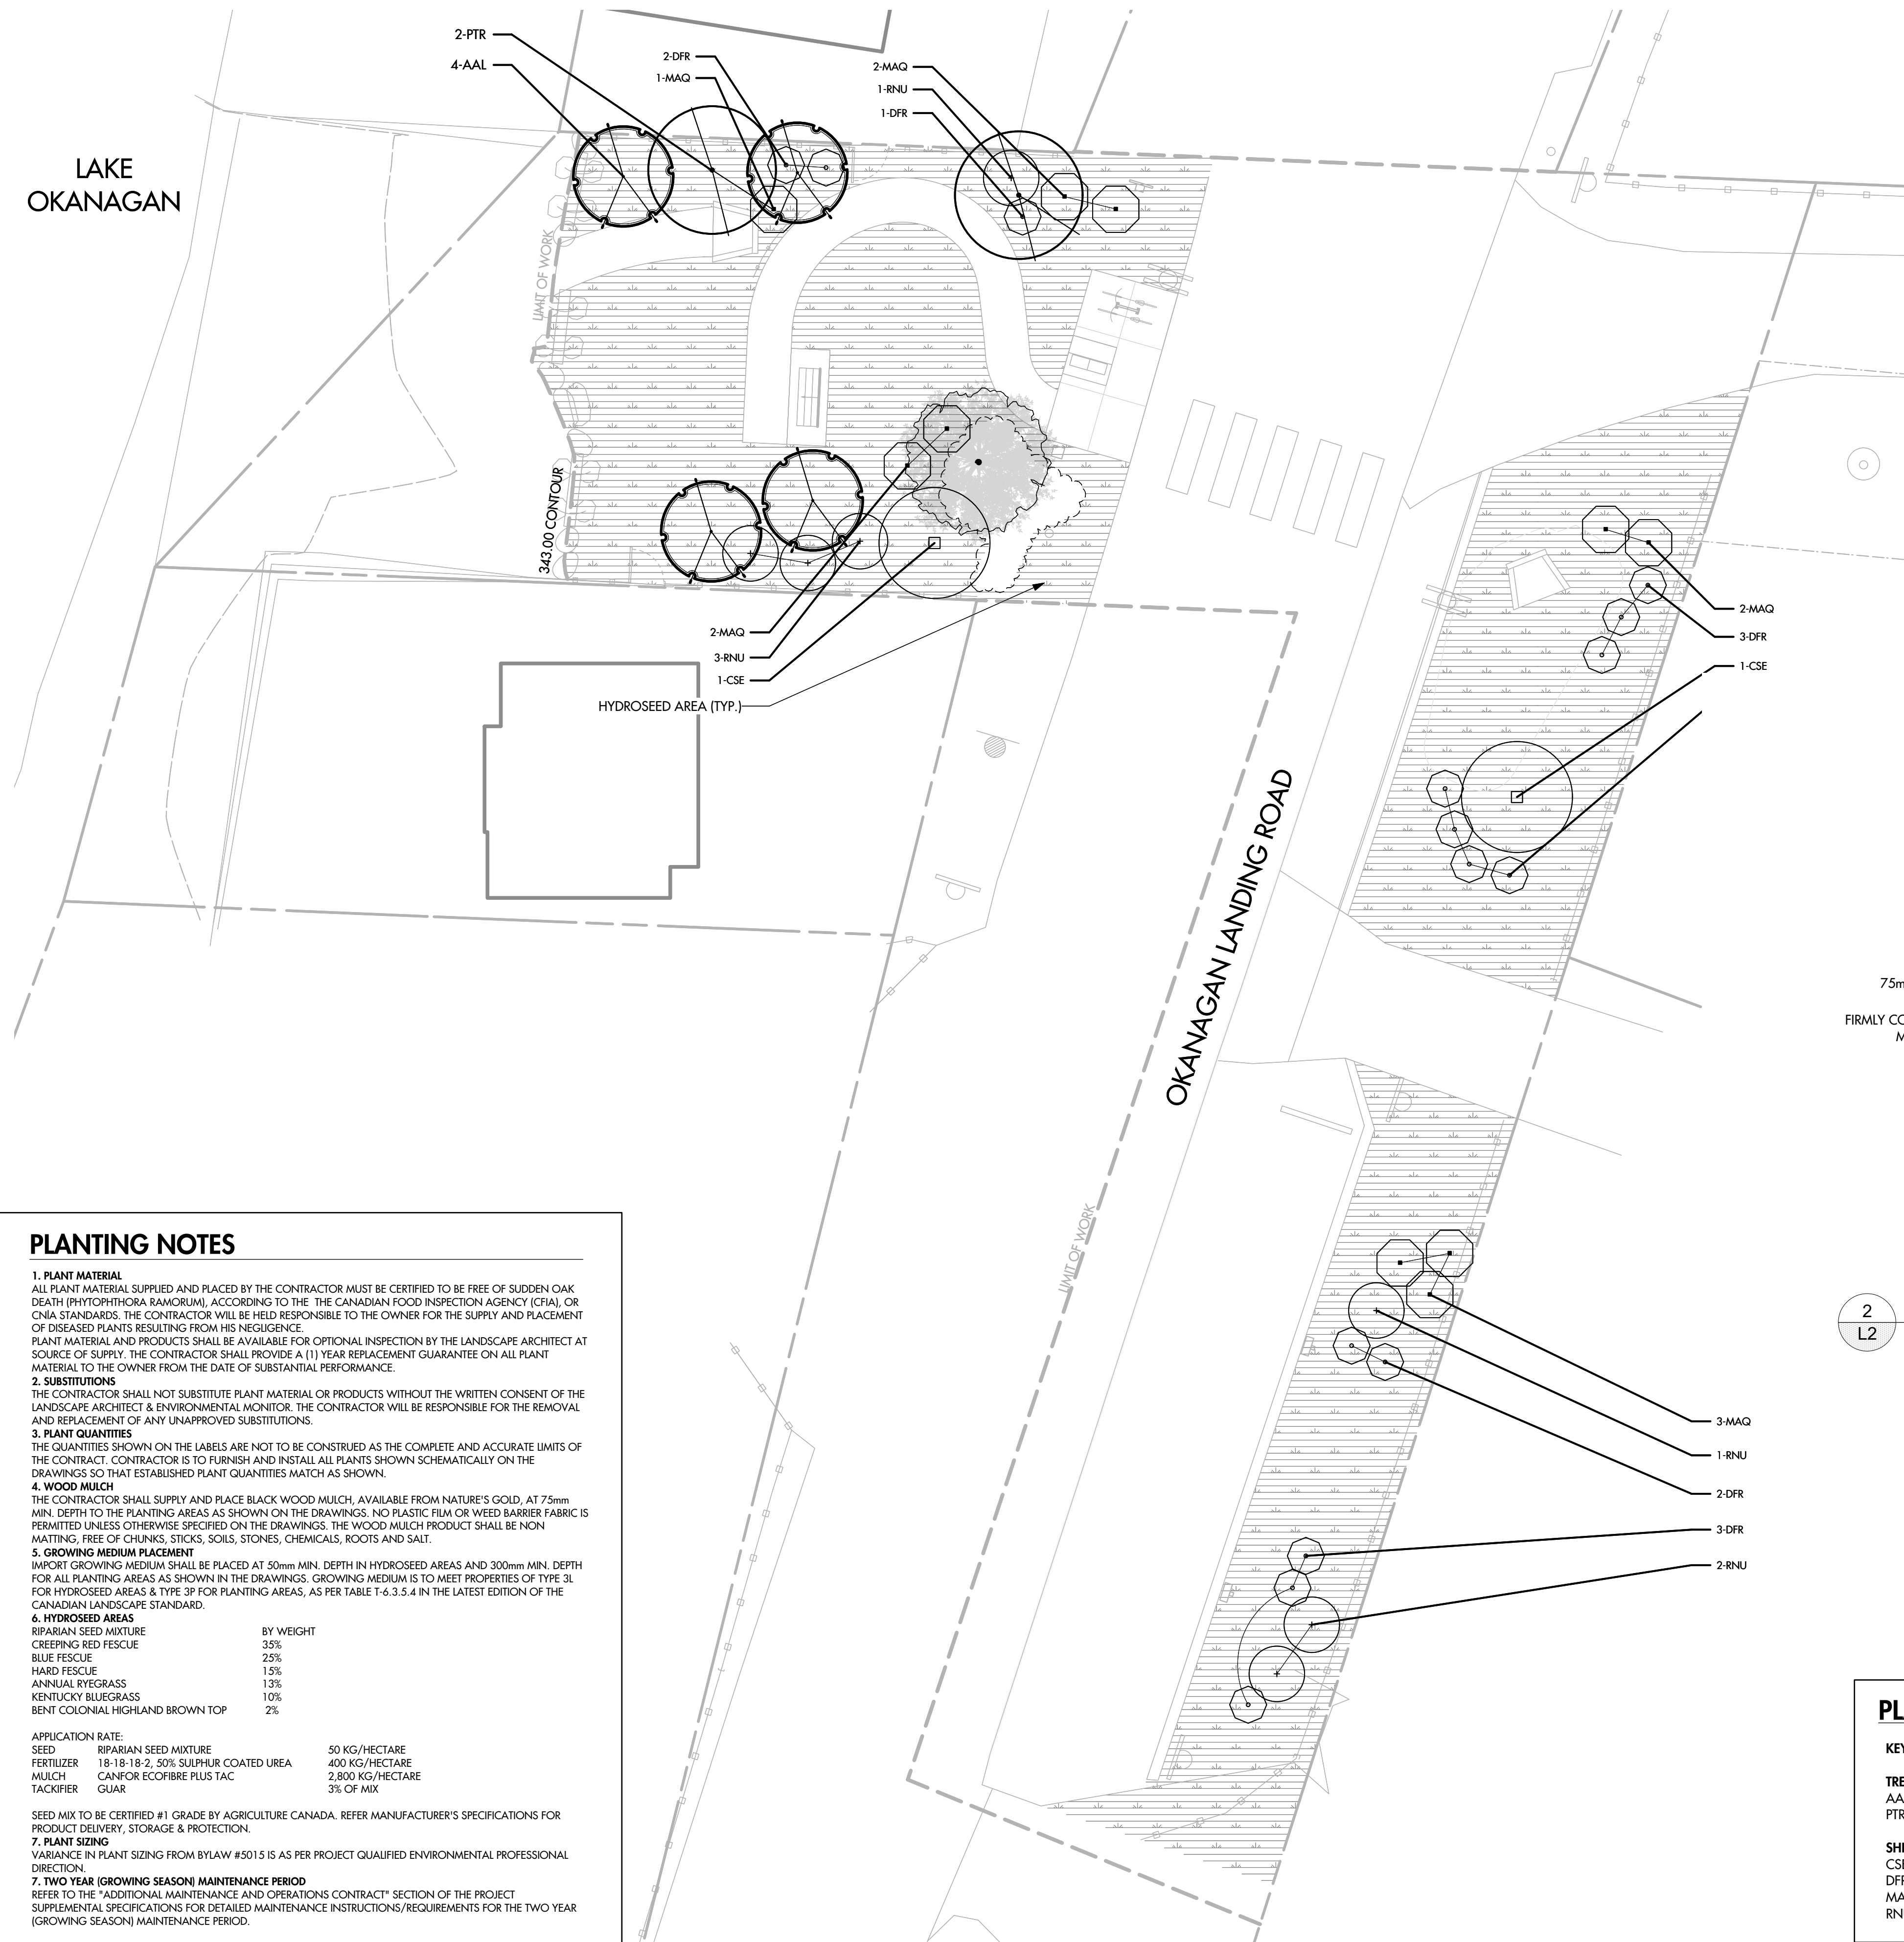 2-PTR
4-AAL
2-DFR
1-MAQ
2-MAQ
1-RNU
1-DFR
LAKE
OKANAGAN
LIMIT OF WORK
343.00 CONTOUR
2-MAQ
3-RNU
1-CSE
HYDROSEED AREA (TYP.)
2-MAQ
3-DFR
1-CSE
OKANAGAN LANDING ROAD
75m
FIRMLY CO
M
LIMIT OF WORK
2
L2
3-MAQ
1-RNU
2-DFR
3-DFR
2-RNU
PLANTING NOTES
1. PLANT MATERIAL
ALL PLANT MATERIAL SUPPLIED AND PLACED BY THE CONTRACTOR MUST BE CERTIFIED TO BE FREE OF SUDDEN OAK
DEATH (PHYTOPHTHORA RAMORUM), ACCORDING TO THE THE CANADIAN FOOD INSPECTION AGENCY (CFIA), OR
STANDARDS. THE CONTRACTOR WILL BE HELD RESPONSIBLE TO THE OWNER FOR THE SUPPLY AND PLACEMENT
OF DISEASED PLANTS RESULTING FROM HIS NEGLIGENCE.
PLANT MATERIAL AND PRODUCTS SHALL BE AVAILABLE FOR OPTIONAL INSPECTION BY THE LANDSCAPE ARCHITECT AT
SOURCE OF SUPPLY. THE CONTRACTOR SHALL PROVIDE A (1) YEAR REPLACEMENT GUARANTEE ON ALL PLANT
MATERIAL TO THE OWNER FROM THE DATE OF SUBSTANTIAL PERFORMANCE.
2. SUBSTITUTIONS
THE CONTRACTOR SHALL NOT SUBSTITUTE PLANT MATERIAL OR PRODUCTS WITHOUT THE WRITTEN CONSENT OF THE
LANDSCAPE ARCHITECT & ENVIRONMENTAL MONITOR. THE CONTRACTOR WILL BE RESPONSIBLE FOR THE REMOVAL
AND REPLACEMENT OF ANY UNAPPROVED SUBSTITUTIONS.
3. PLANT QUANTITIES
THE QUANTITIES SHOWN ON THE LABELS ARE NOT TO BE CONSTRUED AS THE COMPLETE AND ACCURATE LIMITS OF
THE CONTRACT. CONTRACTOR IS TO FURNISH AND INSTALL ALL PLANTS SHOWN SCHEMATICALLY ON THE
DRAWINGS SO THAT ESTABLISHED PLANT QUANTITIES MATCH AS SHOWN.
4. WOOD MULCH
THE CONTRACTOR SHALL SUPPLY AND PLACE BLACK WOOD MULCH, AVAILABLE FROM NATURE'S GOLD, AT 75mm
MIN. DEPTH TO THE PLANTING AREAS AS SHOWN ON THE DRAWINGS. NO PLASTIC FILM OR WEED BARRIER FABRIC IS
PERMITTED UNLESS OTHERWISE SPECIFIED ON THE DRAWINGS. THE WOOD MULCH PRODUCT SHALL BE NON
MATTING, FREE OF CHUNKS, STICKS, SOILS, STONES, CHEMICALS, ROOTS AND SALT.
5. GROWING MEDIUM PLACEMENT
IMPORT GROWING MEDIUM SHALL BE PLACED AT 50mm MIN. DEPTH IN HYDROSEED AREAS AND 300mm MIN. DEPTH
FOR ALL PLANTING AREAS AS SHOWN IN THE DRAWINGS. GROWING MEDIUM IS TO MEET PROPERTIES OF TYPE 3L
FOR HYDROSEED AREAS & TYPE 3P FOR PLANTING AREAS, AS PER TABLE T-6.3.5.4 IN THE LATEST EDITION OF THE
CANADIAN LANDSCAPE STANDARD.
6. HYDROSEED AREAS
RIPARIAN SEED MIXTURE BY WEIGHT
CREEPING RED FESCUE 35%
BLUE FESCUE 25%
HARD FESCUE 15%
ANNUAL RYEGRASS 13%
KENTUCKY BLUEGRASS 10%
BENT COLONIAL HIGHLAND BROWN TOP 2%
APPLICATION RATE:
SEED RIPARIAN SEED MIXTURE 50 KG/HECTARE
FERTILIZER 18-18-18-2, 50% SULPHUR COATED UREA 400 KG/HECTARE
MULCH CANFOR ECOFIBRE PLUS TAC 2,800 KG/HECTARE
TACKIFIER GUAR 3% OF MIX
SEED MIX TO BE CERTIFIED #1 GRADE BY AGRICULTURE CANADA. REFER MANUFACTURER'S SPECIFICATIONS FOR
PRODUCT DELIVERY, STORAGE & PROTECTION.
7. PLANT SIZING
VARIANCE IN PLANT SIZING FROM BYLAW #5015 IS AS PER PROJECT QUALIFIED ENVIRONMENTAL PROFESSIONAL
DIRECTION.
7. TWO YEAR (GROWING SEASON) MAINTENANCE PERIOD
REFER TO THE "ADDITIONAL MAINTENANCE AND OPERATIONS CONTRACT" SECTION OF THE PROJECT
SUPPLEMENTAL SPECIFICATIONS FOR DETAILED MAINTENANCE INSTRUCTIONS/REQUIREMENTS FOR THE TWO YEAR
(GROWING SEASON) MAINTENANCE PERIOD.
PL
KEY
TRE
AA
PTR
SH
CS
DF
MA
RN